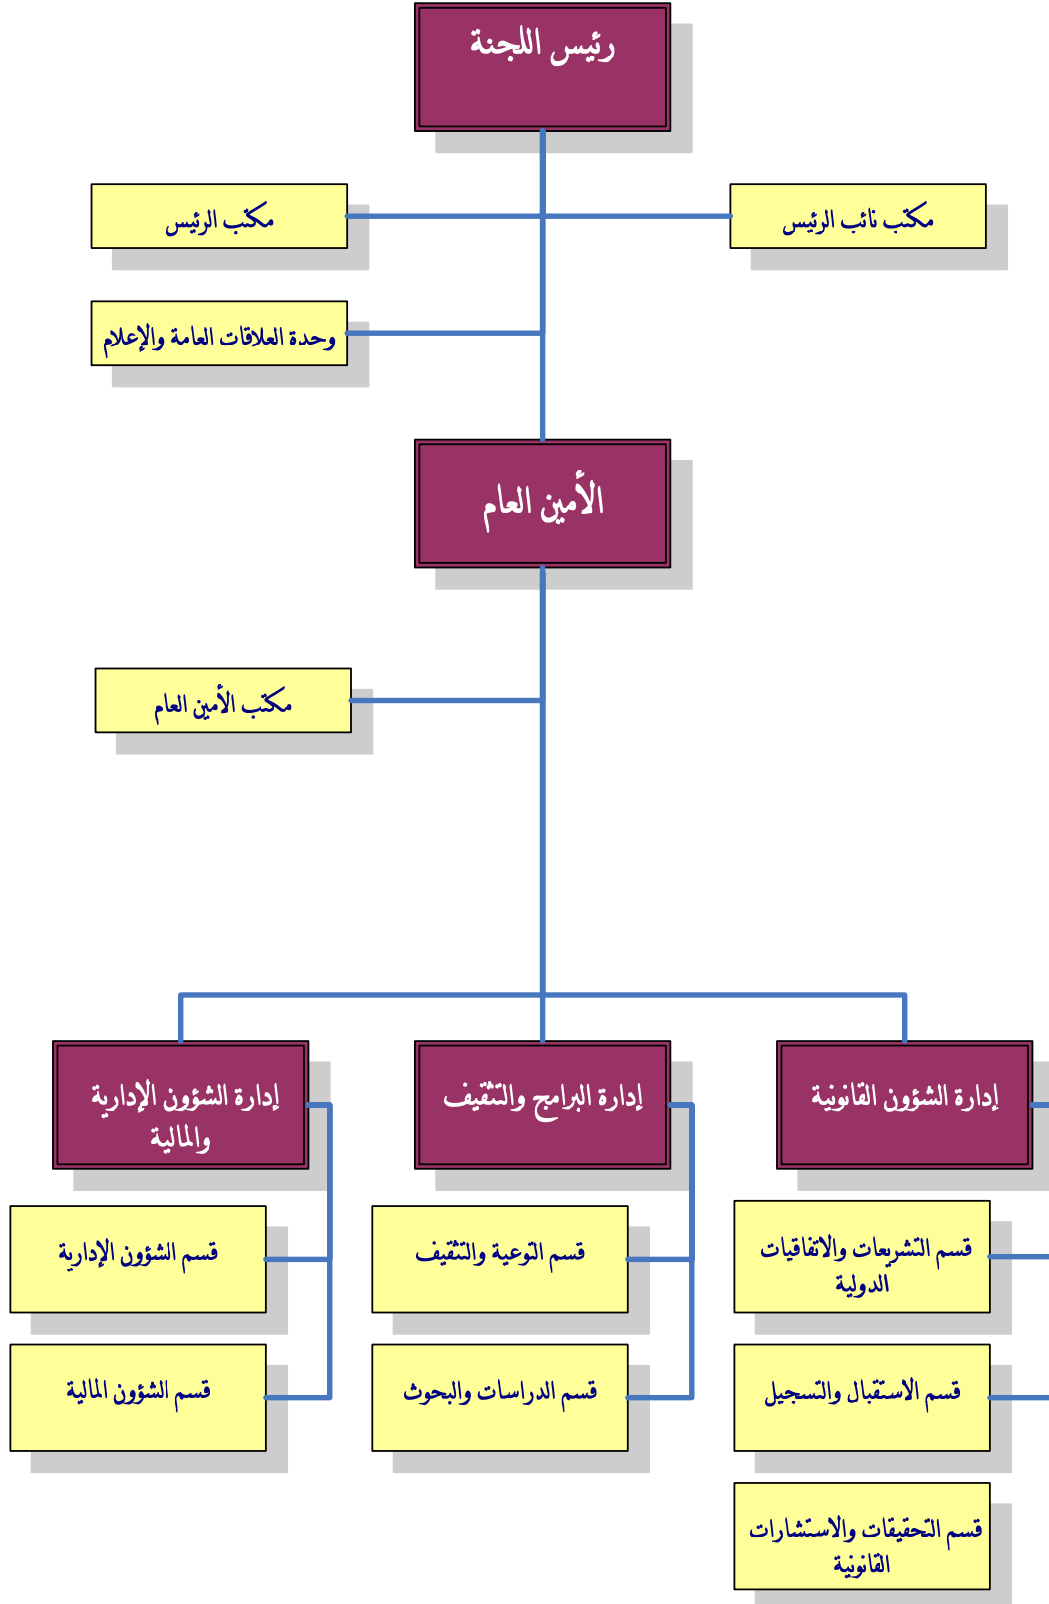 رئيس اللجنة
مكتب نائب الرئيس
مكتب الرئيس
وحدة العلاقات العامة والإعلام
الأمين العام
مكتب الأمين العام
إدارة الشؤون القانونية
إدارة البرامج والتثقيف
إدارة الشؤون الإدارية
والمالية
قسم التشريعات والاتفاقيات
الدولية
قسم التوعية والتثقيف
قسم الشؤون الإدارية
قسم الاستقبال والتسجيل
قسم الدراسات والبحوث
قسم الشؤون المالية
قسم التحقيقات والاستشارات
القانونية